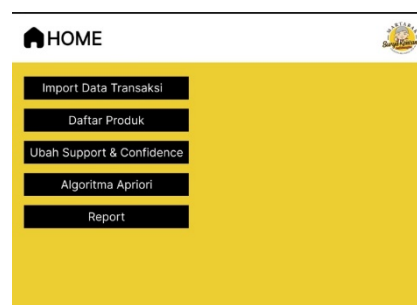 HOME
Import Data Transaksi
Daftar Produk
Ubah Support & Confidence
Algoritma Apriori
Report